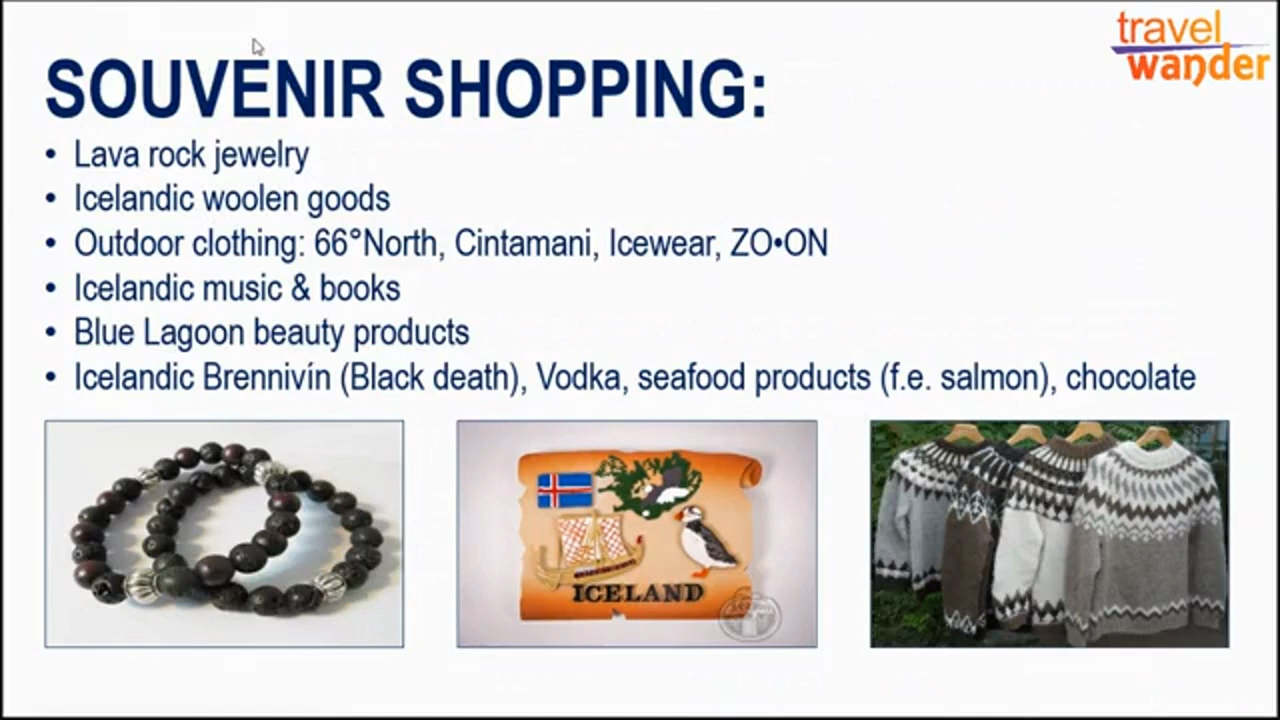 travel
wander
SOUVENIR SHOPPING:
• Lava rock jewelry
• Icelandic woolen goods
• Outdoor clothing: 66°North, Cintamani, Icewear, ZO•ON
• Icelandic music & books
• Blue Lagoon beauty products
• Icelandic Brennivín (Black death), Vodka, seafood products (f.e. salmon), chocolate
ICELAND